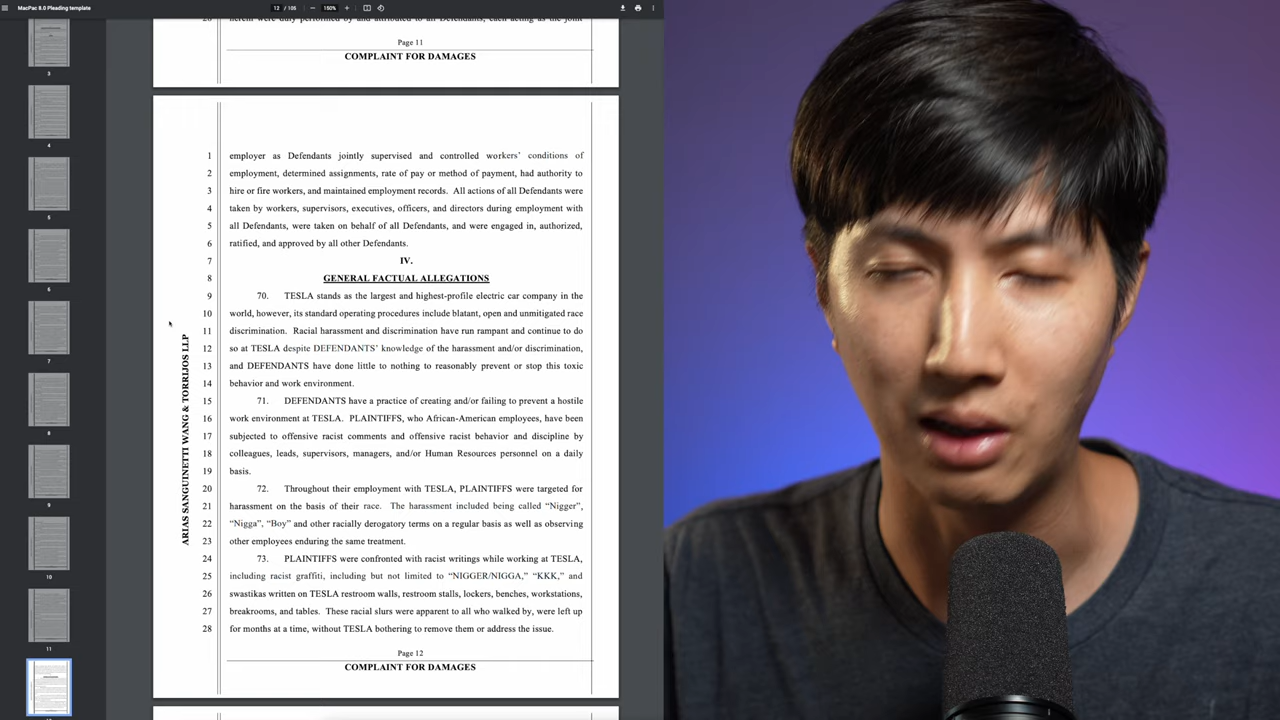 MacPac 8.0 Pleading template
12 / 106
150%
3
4
5
6
7
8
9
10
11
Page 11
COMPLAINT FOR DAMAGES
ARIAS SANGUINETTI WANG & TORRIJOS LLP
1 employer as Defendants jointly supervised and controlled workers' conditions of
2 employment, determined assignments, rate of pay or method of payment, had authority to
3 hire or fire workers, and maintained employment records. All actions of all Defendants were
4 taken by workers, supervisors, executives, officers, and directors during employment with
5 all Defendants, were taken on behalf of all Defendants, and were engaged in, authorized,
6 ratified, and approved by all other Defendants.
7 IV.
8 GENERAL FACTUAL ALLEGATIONS
9 70. TESLA stands as the largest and highest-profile electric car company in the
10 world, however, its standard operating procedures include blatant, open and unmitigated race
11 discrimination. Racial harassment and discrimination have run rampant and continue to do
12 so at TESLA despite DEFENDANTS' knowledge of the harassment and/or discrimination,
13 and DEFENDANTS have done little to nothing to reasonably prevent or stop this toxic
14 behavior and work environment.
15 71. DEFENDANTS have a practice of creating and/or failing to prevent a hostile
16 work environment at TESLA. PLAINTIFFS, who African-American employees, have been
17 subjected to offensive racist comments and offensive racist behavior and discipline by
18 colleagues, leads, supervisors, managers, and/or Human Resources personnel on a daily
19 basis.
20 72. Throughout their employment with TESLA, PLAINTIFFS were targeted for
21 harassment on the basis of their race. The harassment included being called “Nigger”,
22 “Nigga”, “Boy” and other racially derogatory terms on a regular basis as well as observing
23 other employees enduring the same treatment.
24 73. PLAINTIFFS were confronted with racist writings while working at TESLA,
25 including racist graffiti, including but not limited to “NIGGER/NIGGA,” “KKK,” and
26 swastikas written on TESLA restroom walls, restroom stalls, lockers, benches, workstations,
27 breakrooms, and tables. These racial slurs were apparent to all who walked by, were left up
28 for months at a time, without TESLA bothering to remove them or address the issue.
Page 12
COMPLAINT FOR DAMAGES